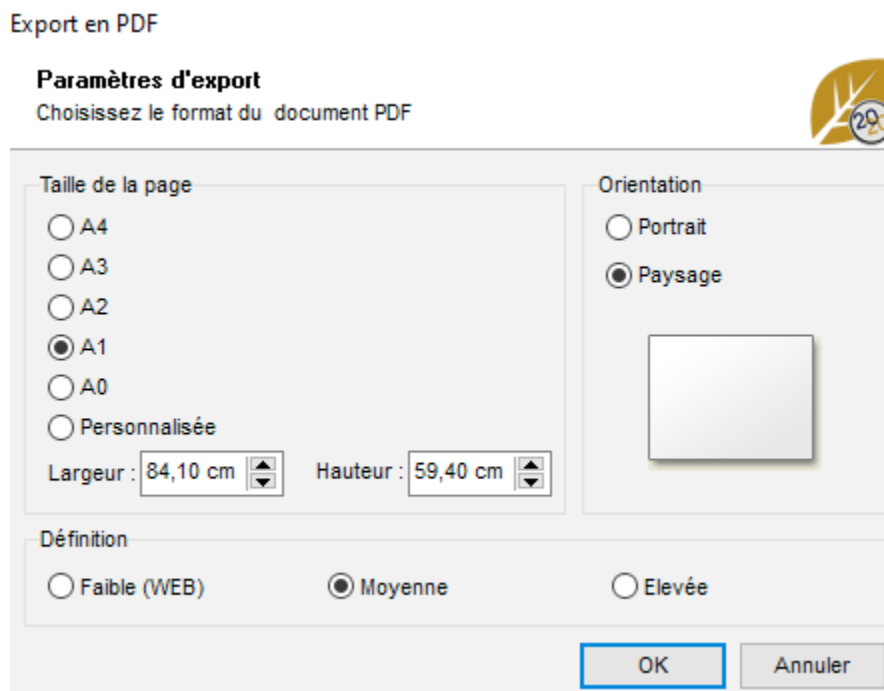 Export en PDF
Paramètres d'export
Choisissez le format du document PDF
Taille de la page
A4
A3
A2
A1
A0
Personnalisée
Largeur : 84,10 cm Hauteur : 59,40 cm
Orientation
Portrait
Paysage
Définition
Faible (WEB) Moyenne Elevée
OK Annuler